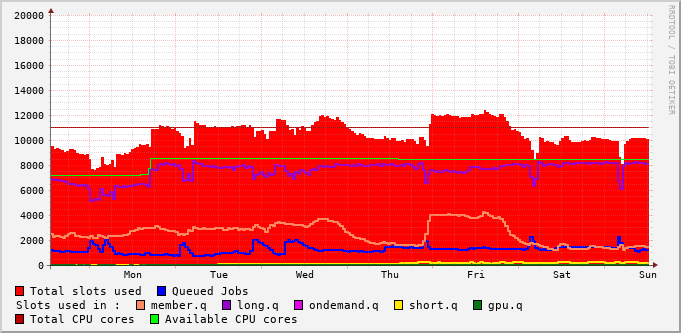 20000
18000
16000
14000
12000
11000
8000
6000
4000
2000
0
Mon Tue Wed Thu Fri Sat Sun
Total slots used Queued Jobs
Slots used in : member.q long.q ondemand.q short.q gpu.q
Total CPU cores Available CPU cores
RRDTOOL / TOBI OETIKER